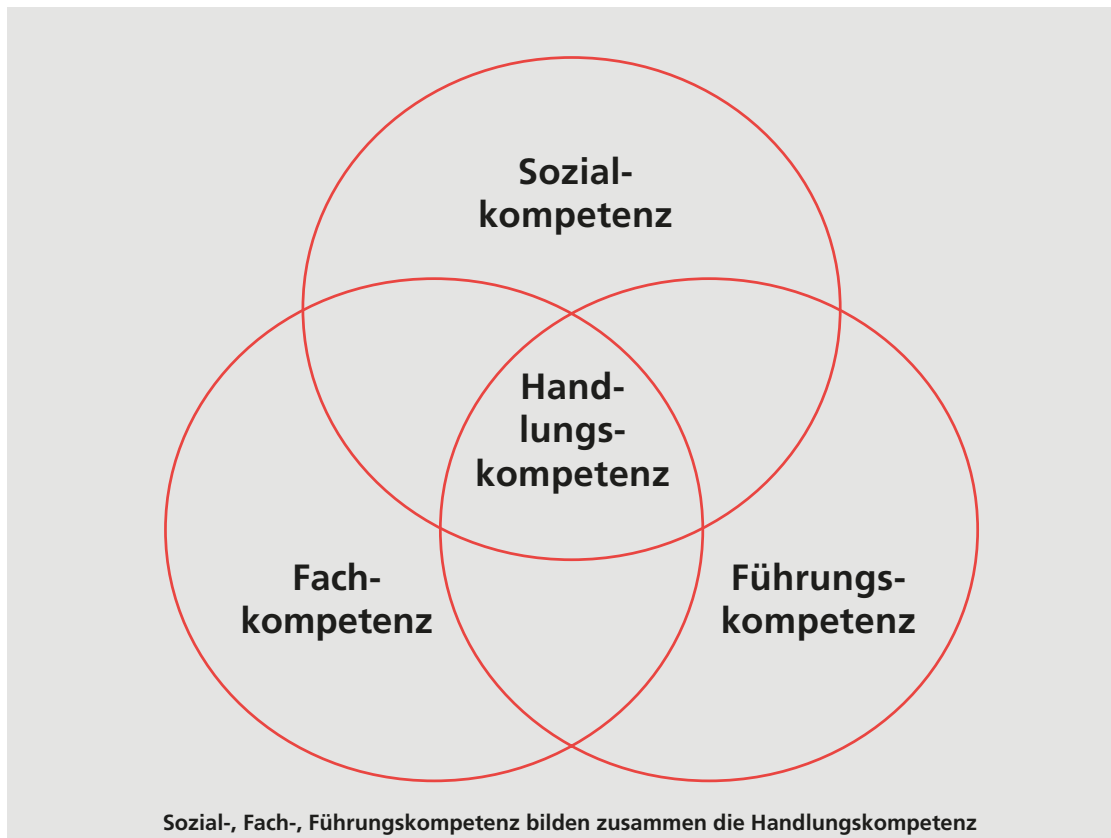 Sozial-
kompetenz
Hand-
lungs-
kompetenz
Fach-
kompetenz
Führungs-
kompetenz
Sozial-, Fach-, Führungskompetenz bilden zusammen die Handlungskompetenz